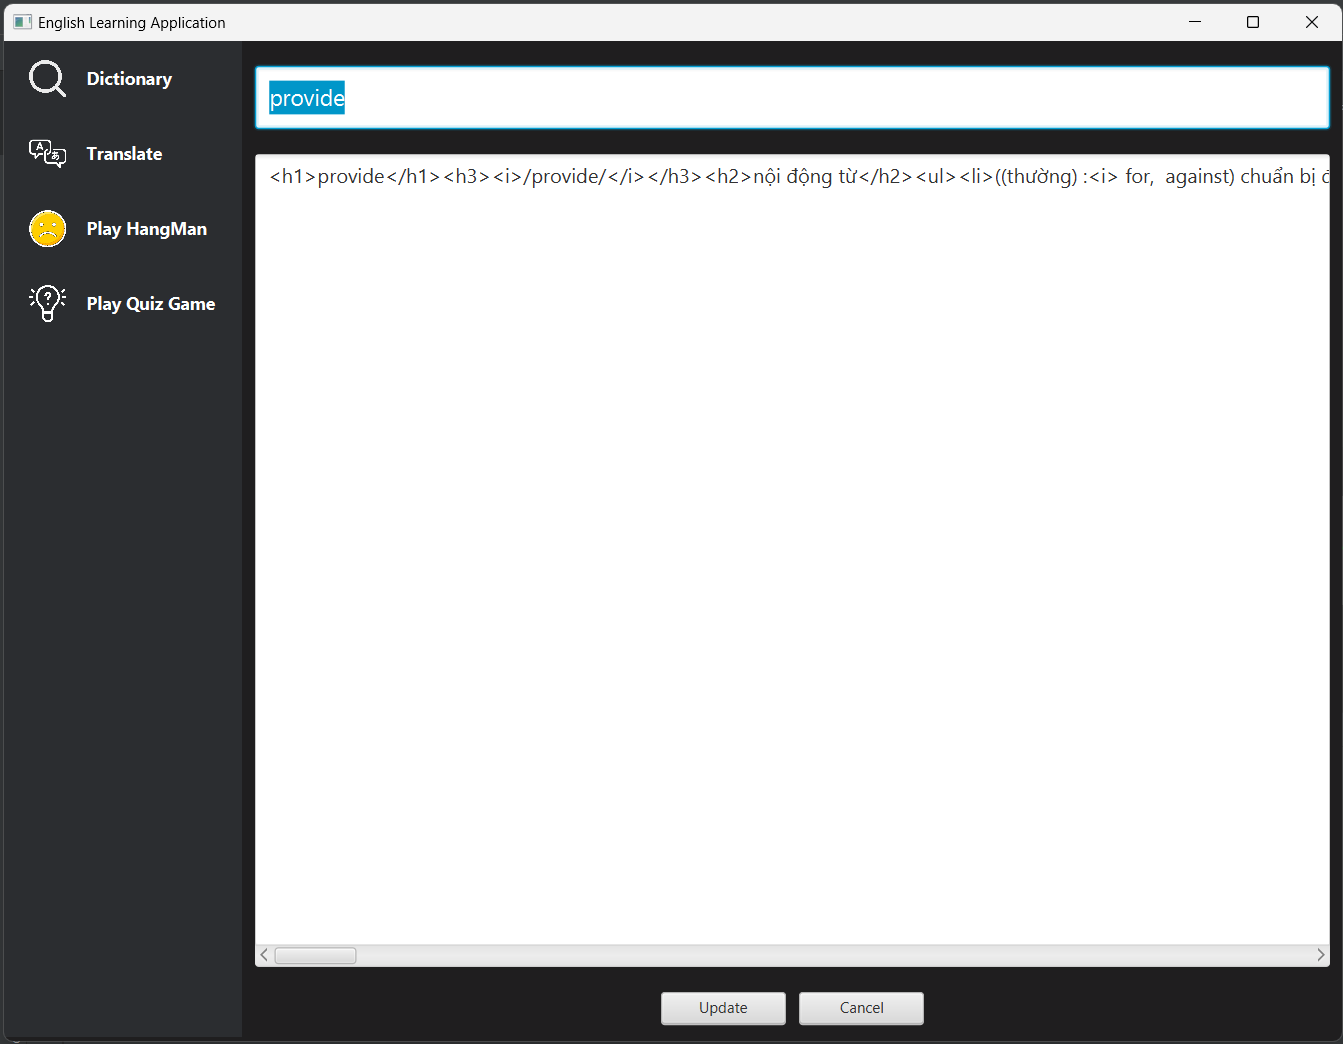 English Learning Application
Dictionary
Translate
Play HangMan
Play Quiz Game
provide
<h1>provide</h1><h3><i>/provide/</i></h3><h2>nội động từ</h2><ul><li>((thường) :<i> for,  against) chuẩn bị
Update
Cancel